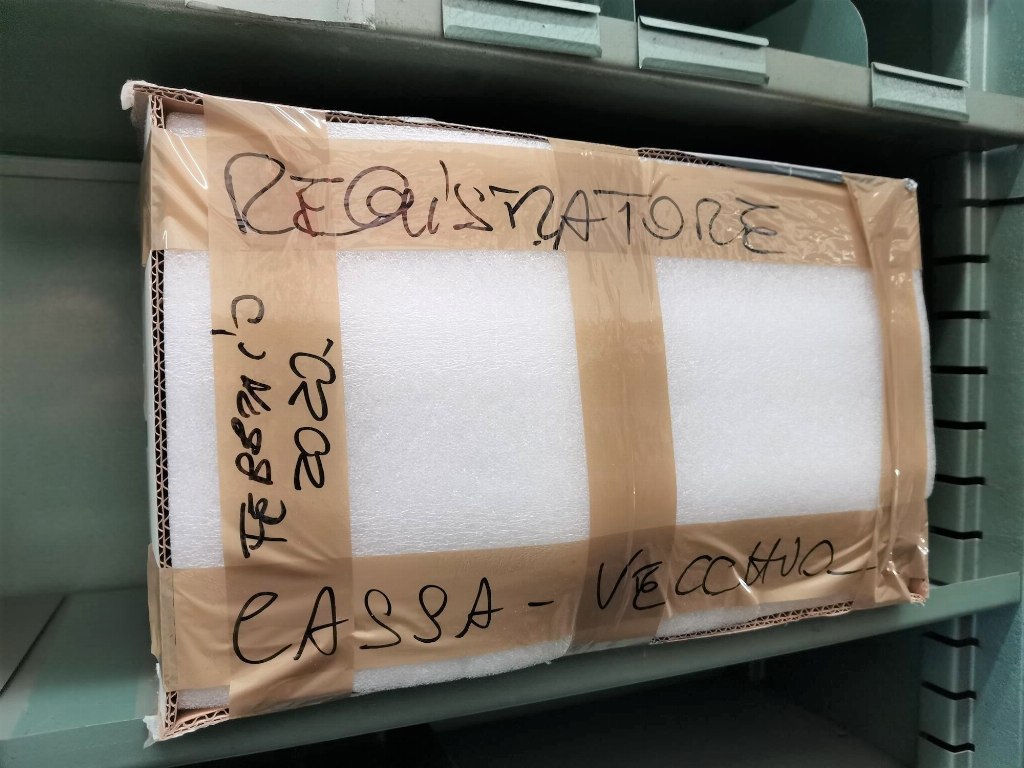 REGISTRATORE
FEBBRAIO
2020-
CASSA - VECCHIO